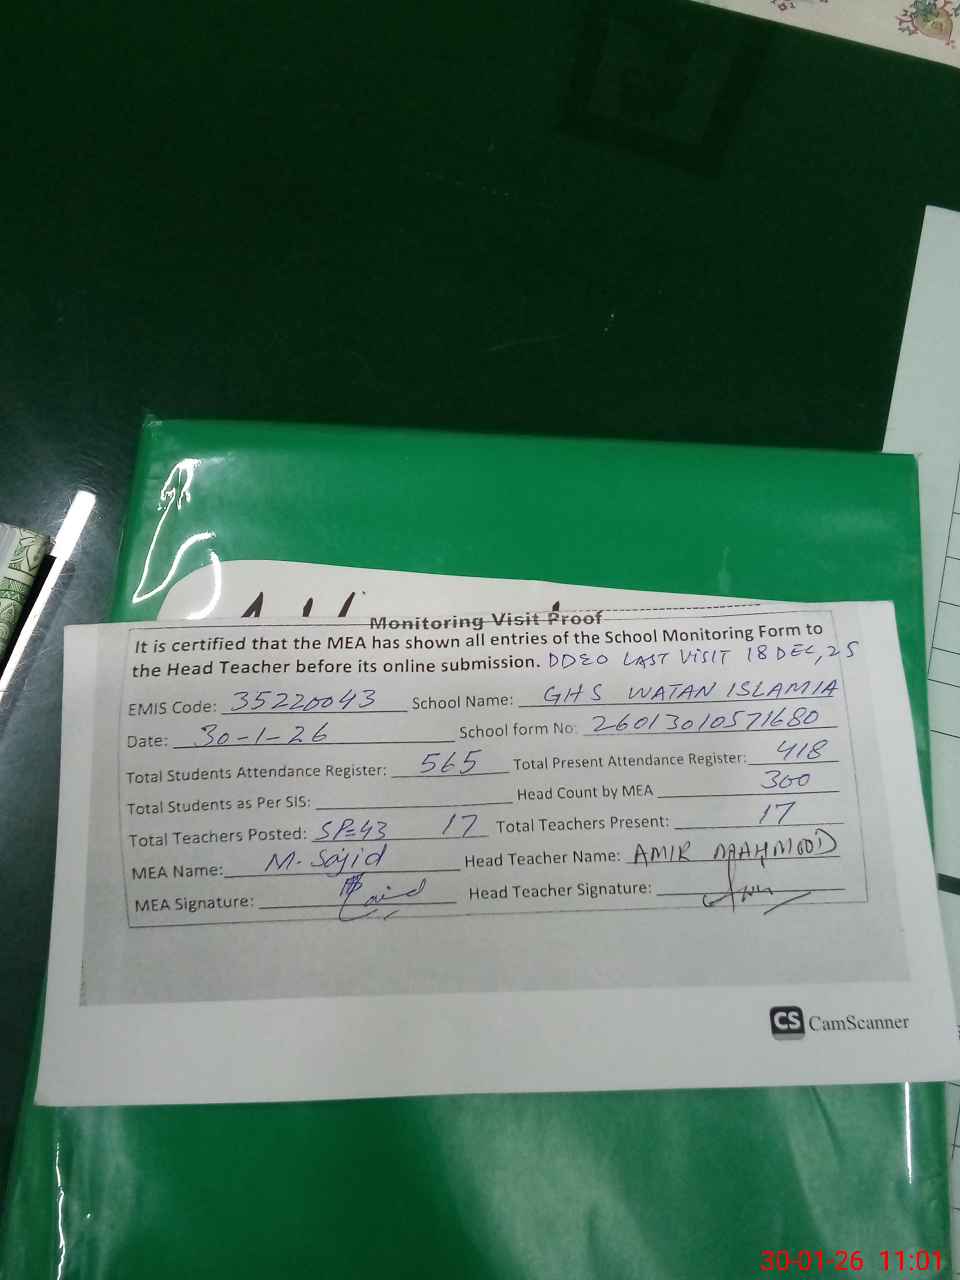 Monitoring Visit Proof
It is certified that the MEA has shown all entries of the School Monitoring Form to
the Head Teacher before its online submission. DDEO LAST VISIT 18 DEC, 25
EMIS Code: 35220043 School Name: GHS WATAN ISLAMIA
Date: 30-1-26 School form No: 26013010571680
Total Students Attendance Register: 565 Total Present Attendance Register: 418
Total Students as Per SIS: Head Count by MEA 300
Total Teachers Posted: SP=43 17 Total Teachers Present: 17
MEA Name: M. Sajid Head Teacher Name: AMIR MAHMOOD
MEA Signature: Head Teacher Signature:
CS CamScanner
30-01-26 11:01